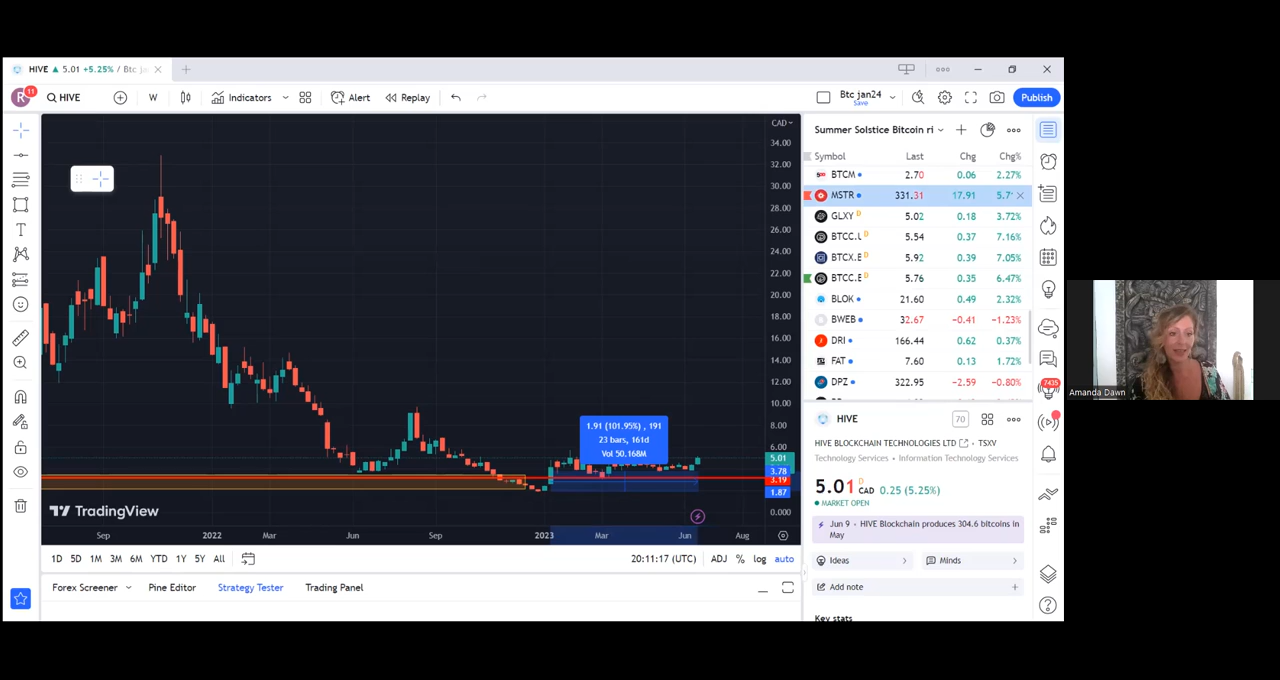 HIVE ▲ 5.01 +5.25% / Btc ja
R 11 HIVE W Indicators Alert Replay Btc jan24 Save Publish
CAD
34.00
32.00
30.00
28.00
26.00
24.00
22.00
20.00
18.00
16.00
14.00
12.00
10.00
8.00
6.00
5.01
3.78
3.19
1.87
0.000
1.91 (101.95%) , 191
23 bars, 161d
Vol 50.168M
TradingView
Sep 2022 Mar Jun Sep 2023 Mar Jun Aug
1D 5D 1M 3M 6M YTD 1Y 5Y All 20:11:17 (UTC) ADJ % log auto
Forex Screener Pine Editor Strategy Tester Trading Panel
Summer Solstice Bitcoin ri
Symbol Last Chg Chg%
BTCM 2.70 0.06 2.27%
MSTR 331.31 17.91 5.7
GLXY D 5.02 0.18 3.72%
BTCC.U D 5.54 0.37 7.16%
BTCX.E D 5.92 0.39 7.05%
BTCC.E D 5.76 0.35 6.47%
BLOK 21.60 0.49 2.32%
BWEB 32.67 −0.41 −1.23%
DRI 166.44 0.62 0.37%
FAT 7.60 0.13 1.72%
DPZ 322.95 −2.59 −0.80%
HIVE 70
HIVE BLOCKCHAIN TECHNOLOGIES LTD • TSXV
Technology Services • Information Technology Services
5.01 D CAD 0.25 (5.25%)
MARKET OPEN
Jun 9 • HIVE Blockchain produces 304.6 bitcoins in
May
Ideas Minds
Add note
Key stats
7435
Amanda Dawn